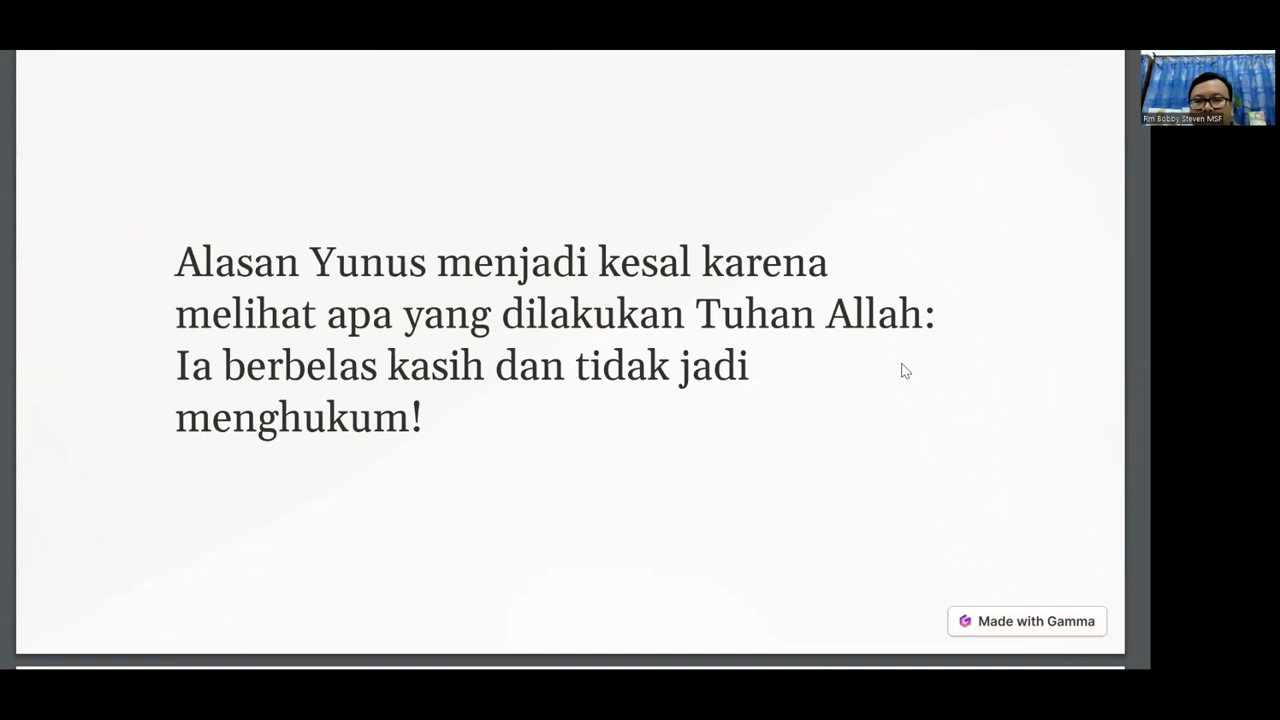 Alasan Yunus menjadi kesal karena
melihat apa yang dilakukan Tuhan Allah:
Ia berbelas kasih dan tidak jadi
menghukum!
Rm Bobby Steven MSF
Made with Gamma